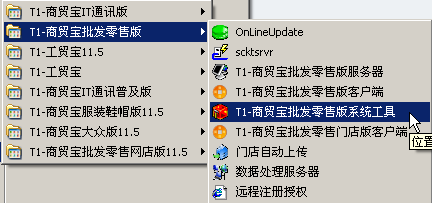 T1-商贸宝IT通讯版
T1-商贸宝批发零售版
T1-工贸宝11.5
T1-工贸宝
T1-商贸宝IT通讯普及版
T1-商贸宝服装鞋帽版11.5
T1-商贸宝大众版11.5
T1-商贸宝批发零售网店版11.5
OnLineUpdate
scktsrvr
T1-商贸宝批发零售版服务器
T1-商贸宝批发零售版客户端
T1-商贸宝批发零售版系统工具
T1-商贸宝批发零售门店版客户端
门店自动上传
数据处理服务器
远程注册授权
位置